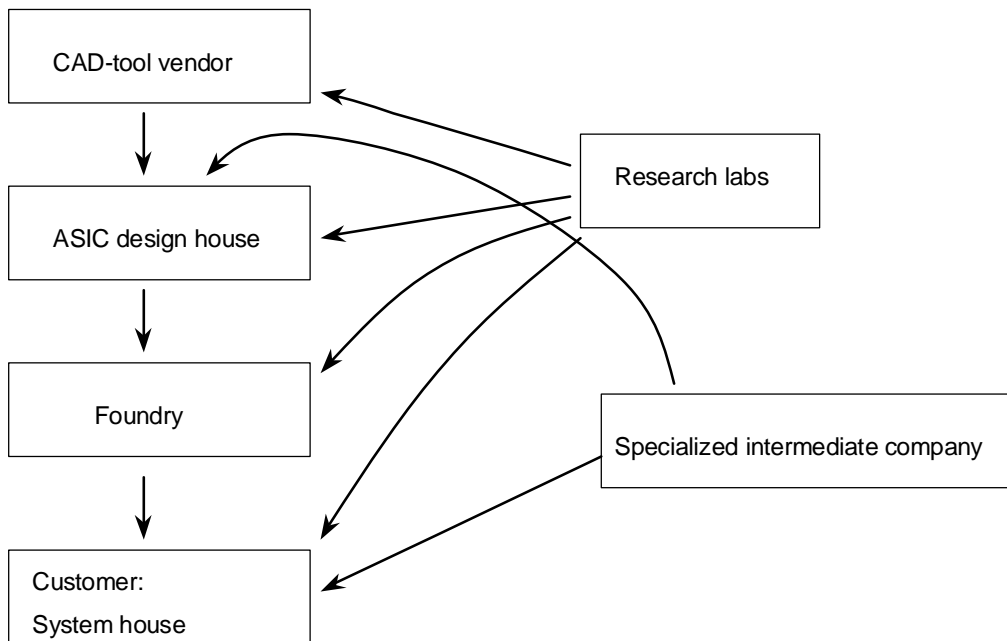 CAD-tool vendor
Research labs
ASIC design house
Foundry
Specialized intermediate company
Customer:
System house